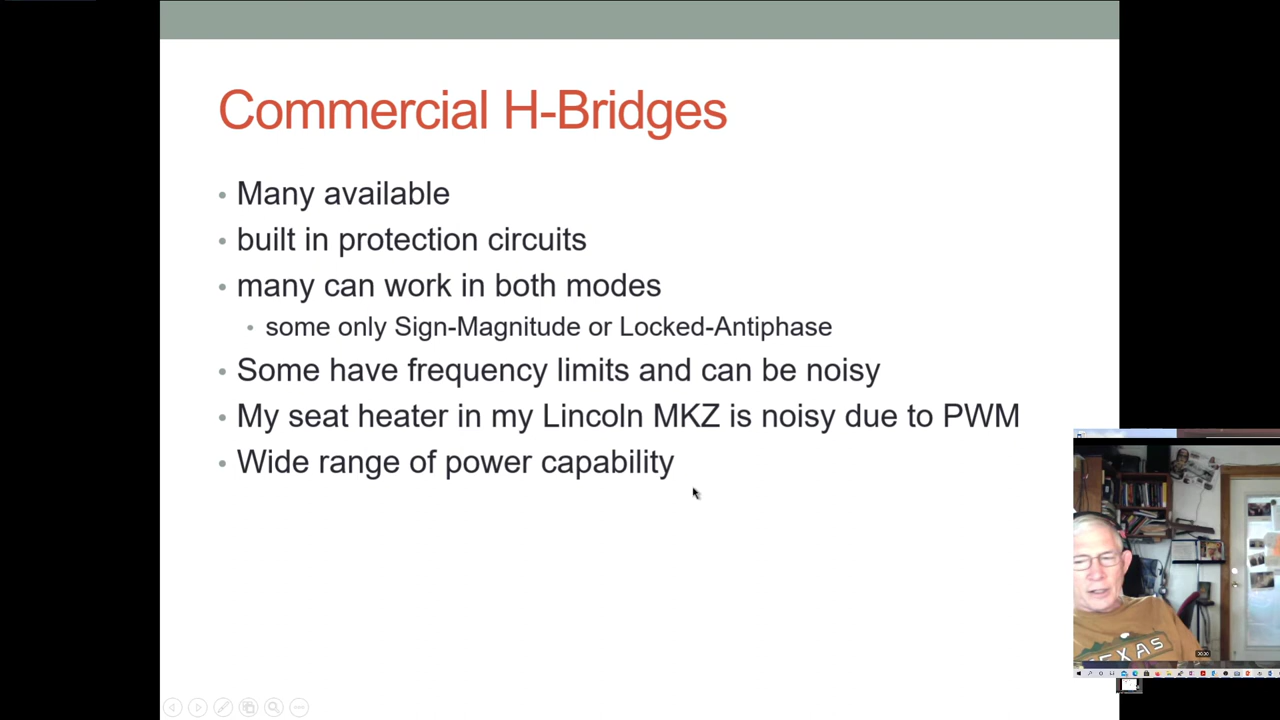 Commercial H-Bridges
• Many available
• built in protection circuits
• many can work in both modes
• some only Sign-Magnitude or Locked-Antiphase
• Some have frequency limits and can be noisy
• My seat heater in my Lincoln MKZ is noisy due to PWM
• Wide range of power capability
TEXAS